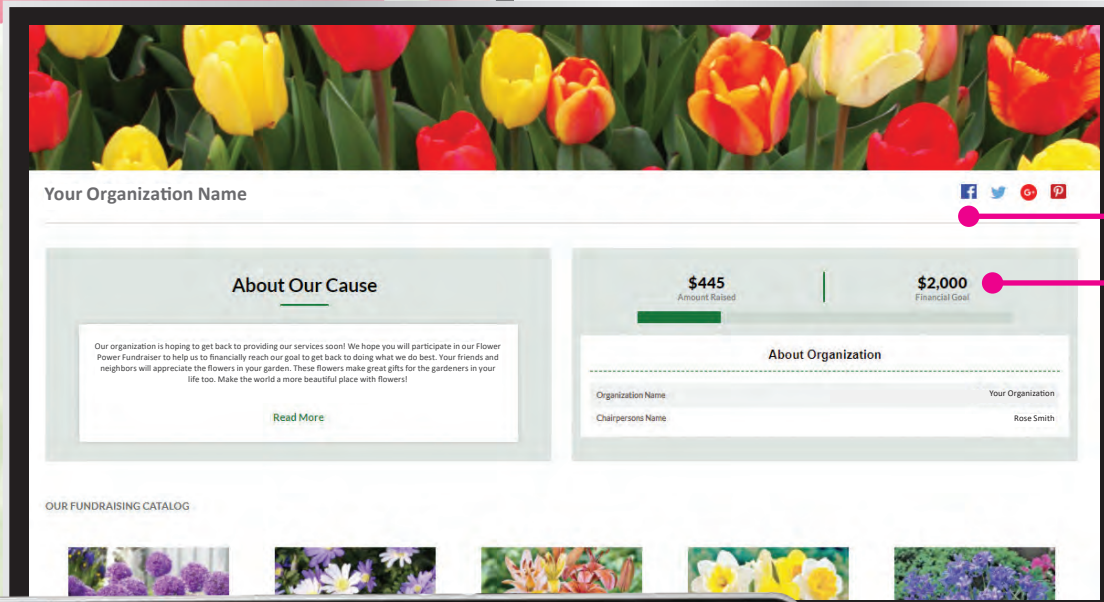 Your Organization Name
About Our Cause
Our organization is hoping to get back to providing our services soon! We hope you will participate in our Flower
Power Fundraiser to help us to financially reach our goal to get back to doing what we do best. Your friends and
neighbors will appreciate the flowers in your garden. These flowers make great gifts for the gardeners in your
life too. Make the world a more beautiful place with flowers!
Read More
$445
Amount Raised
$2,000
Financial Goal
About Organization
Organization Name
Your Organization
Chairpersons Name
Rose Smith
OUR FUNDRAISING CATALOG